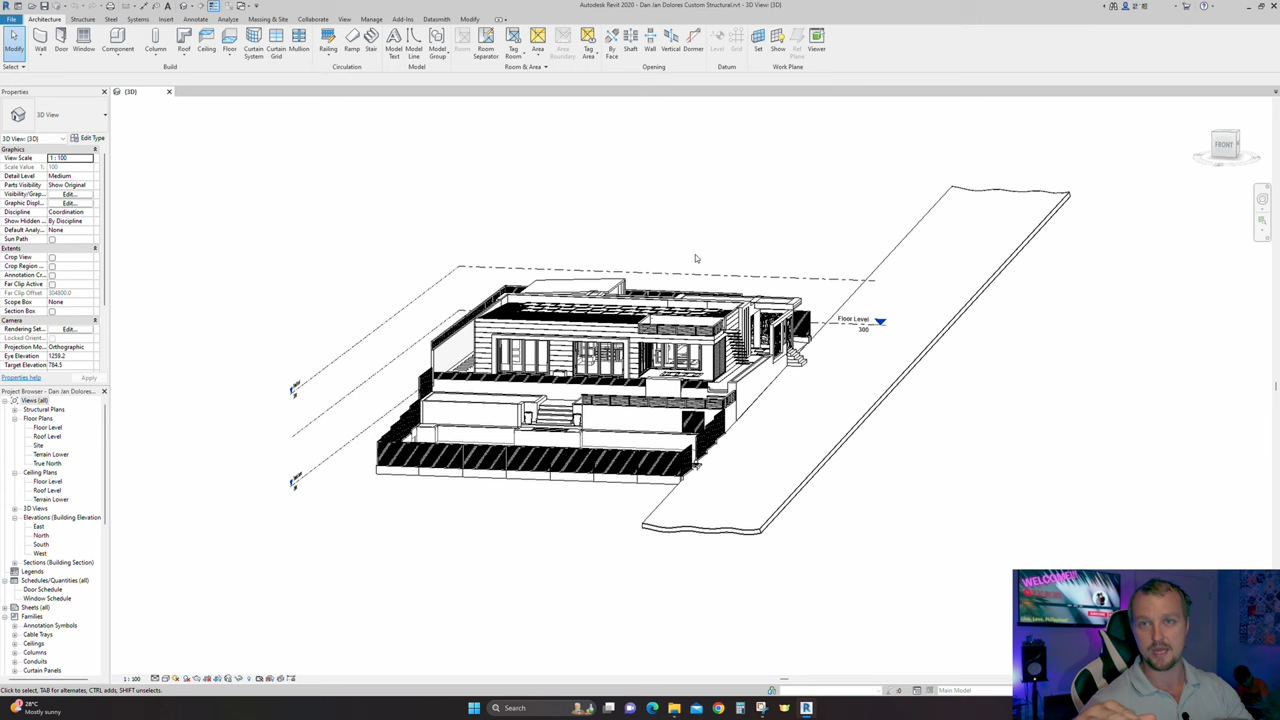 Autodesk Revit 2020 - Dan Jan Dolores Custom Structural.rvt - 3D View: {3D}
File Architecture Structure Steel Systems Insert Annotate Analyze Massing & Site Collaborate View Manage Add-Ins Datasmith Modify
Modify Wall Door Window Component Column Roof Ceiling Floor Curtain System Curtain Grid Mullion Railing Ramp Stair Model Text Model Line Model Group Room Room Separator Tag Room Area Area Boundary Tag Area By Face Shaft Wall Vertical Dormer Level Grid Set Show Ref Plane Viewer
Select Build Circulation Model Room & Area Opening Datum Work Plane
Properties
{3D}
3D View
3D View: {3D} Edit Type
Graphics
View Scale 1 : 100
Scale Value 1: 100
Detail Level Medium
Parts Visibility Show Original
Visibility/Grap... Edit...
Graphic Displ... Edit...
Discipline Coordination
Show Hidden ... By Discipline
Default Analy... None
Sun Path
Extents
Crop View
Crop Region ...
Annotation Cr...
Far Clip Active
Far Clip Offset 304800.0
Scope Box None
Section Box
Camera
Rendering Set... Edit...
Locked Orient...
Projection Mo... Orthographic
Eye Elevation 1259.2
Target Elevation 784.5
Properties help Apply
Project Browser - Dan Jan Dolores...
Views (all)
Structural Plans
Floor Plans
Floor Level
Roof Level
Site
Terrain Lower
True North
Ceiling Plans
Floor Level
Roof Level
Terrain Lower
3D Views
Elevations (Building Elevation
East
North
South
West
Sections (Building Section)
Legends
Schedules/Quantities (all)
Door Schedule
Window Schedule
Sheets (all)
Families
Annotation Symbols
Cable Trays
Ceilings
Columns
Conduits
Curtain Panels
FRONT
Floor Level
300
WELCOME!!!
1 : 100
Click to select, TAB for alternates, CTRL adds, SHIFT unselects.
:0
Main Model
28°C
Mostly sunny
Search